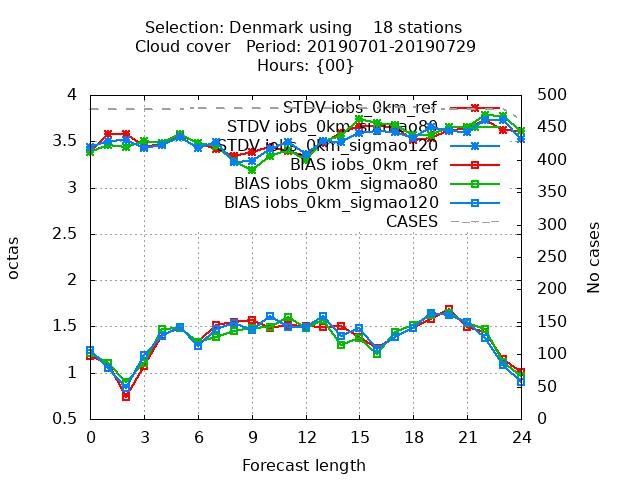 Selection: Denmark using    18 stations
Cloud cover   Period: 20190701-20190729
Hours: {00}
STDV iobs_0km_ref
STDV iobs_0km_sigmao80
STDV iobs_0km_sigmao120
BIAS iobs_0km_ref
BIAS iobs_0km_sigmao80
BIAS iobs_0km_sigmao120
CASES
octas
4
3.5
3
2.5
2
1.5
1
0.5
No cases
500
450
400
350
300
250
200
150
100
50
0
0 3 6 9 12 15 18 21 24
Forecast length